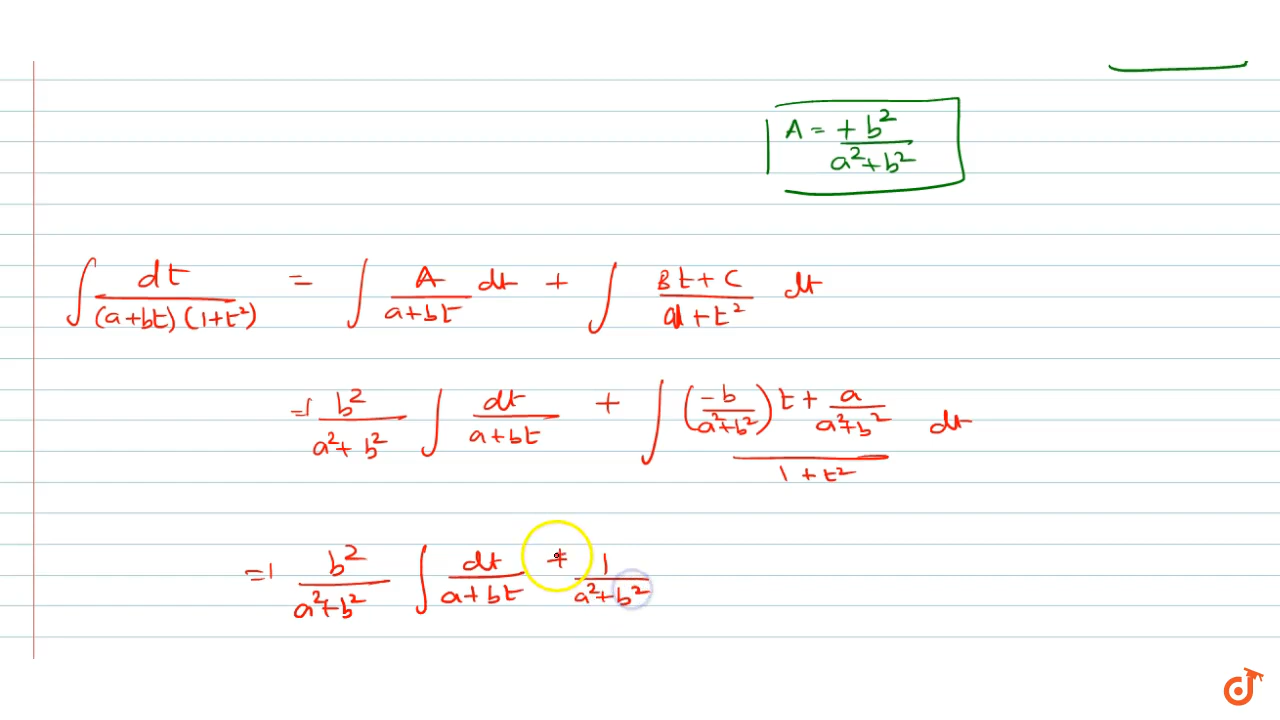 A = + b² / (a² + b²)
∫ dt / ((a+bt)(1+t²)) = ∫ A / (a+bt) dt + ∫ (Bt + C) / (1 + t²) dt
= b² / (a² + b²) ∫ dt / (a+bt) + ∫ ((-b / (a²+b²)) t + a / (a²+b²)) / (1 + t²) dt
= b² / (a²+b²) ∫ dt / (a+bt) + 1 / (a²+b²)